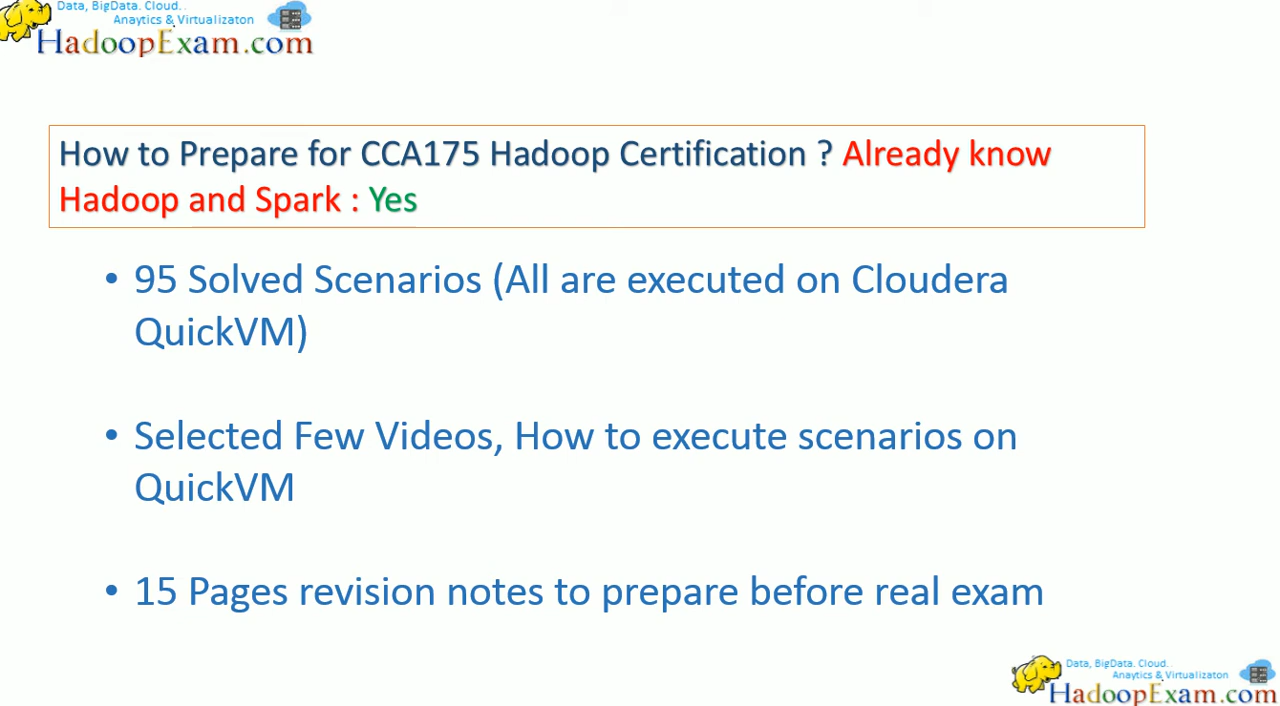 Data, BigData. Cloud.
Anaytics & Virtualizaton
HadoopExam.com
How to Prepare for CCA175 Hadoop Certification ? Already know
Hadoop and Spark : Yes
• 95 Solved Scenarios (All are executed on Cloudera
QuickVM)
• Selected Few Videos, How to execute scenarios on
QuickVM
• 15 Pages revision notes to prepare before real exam
Data, BigData. Cloud.
Anaytics & Virtualizaton
HadoopExam.com